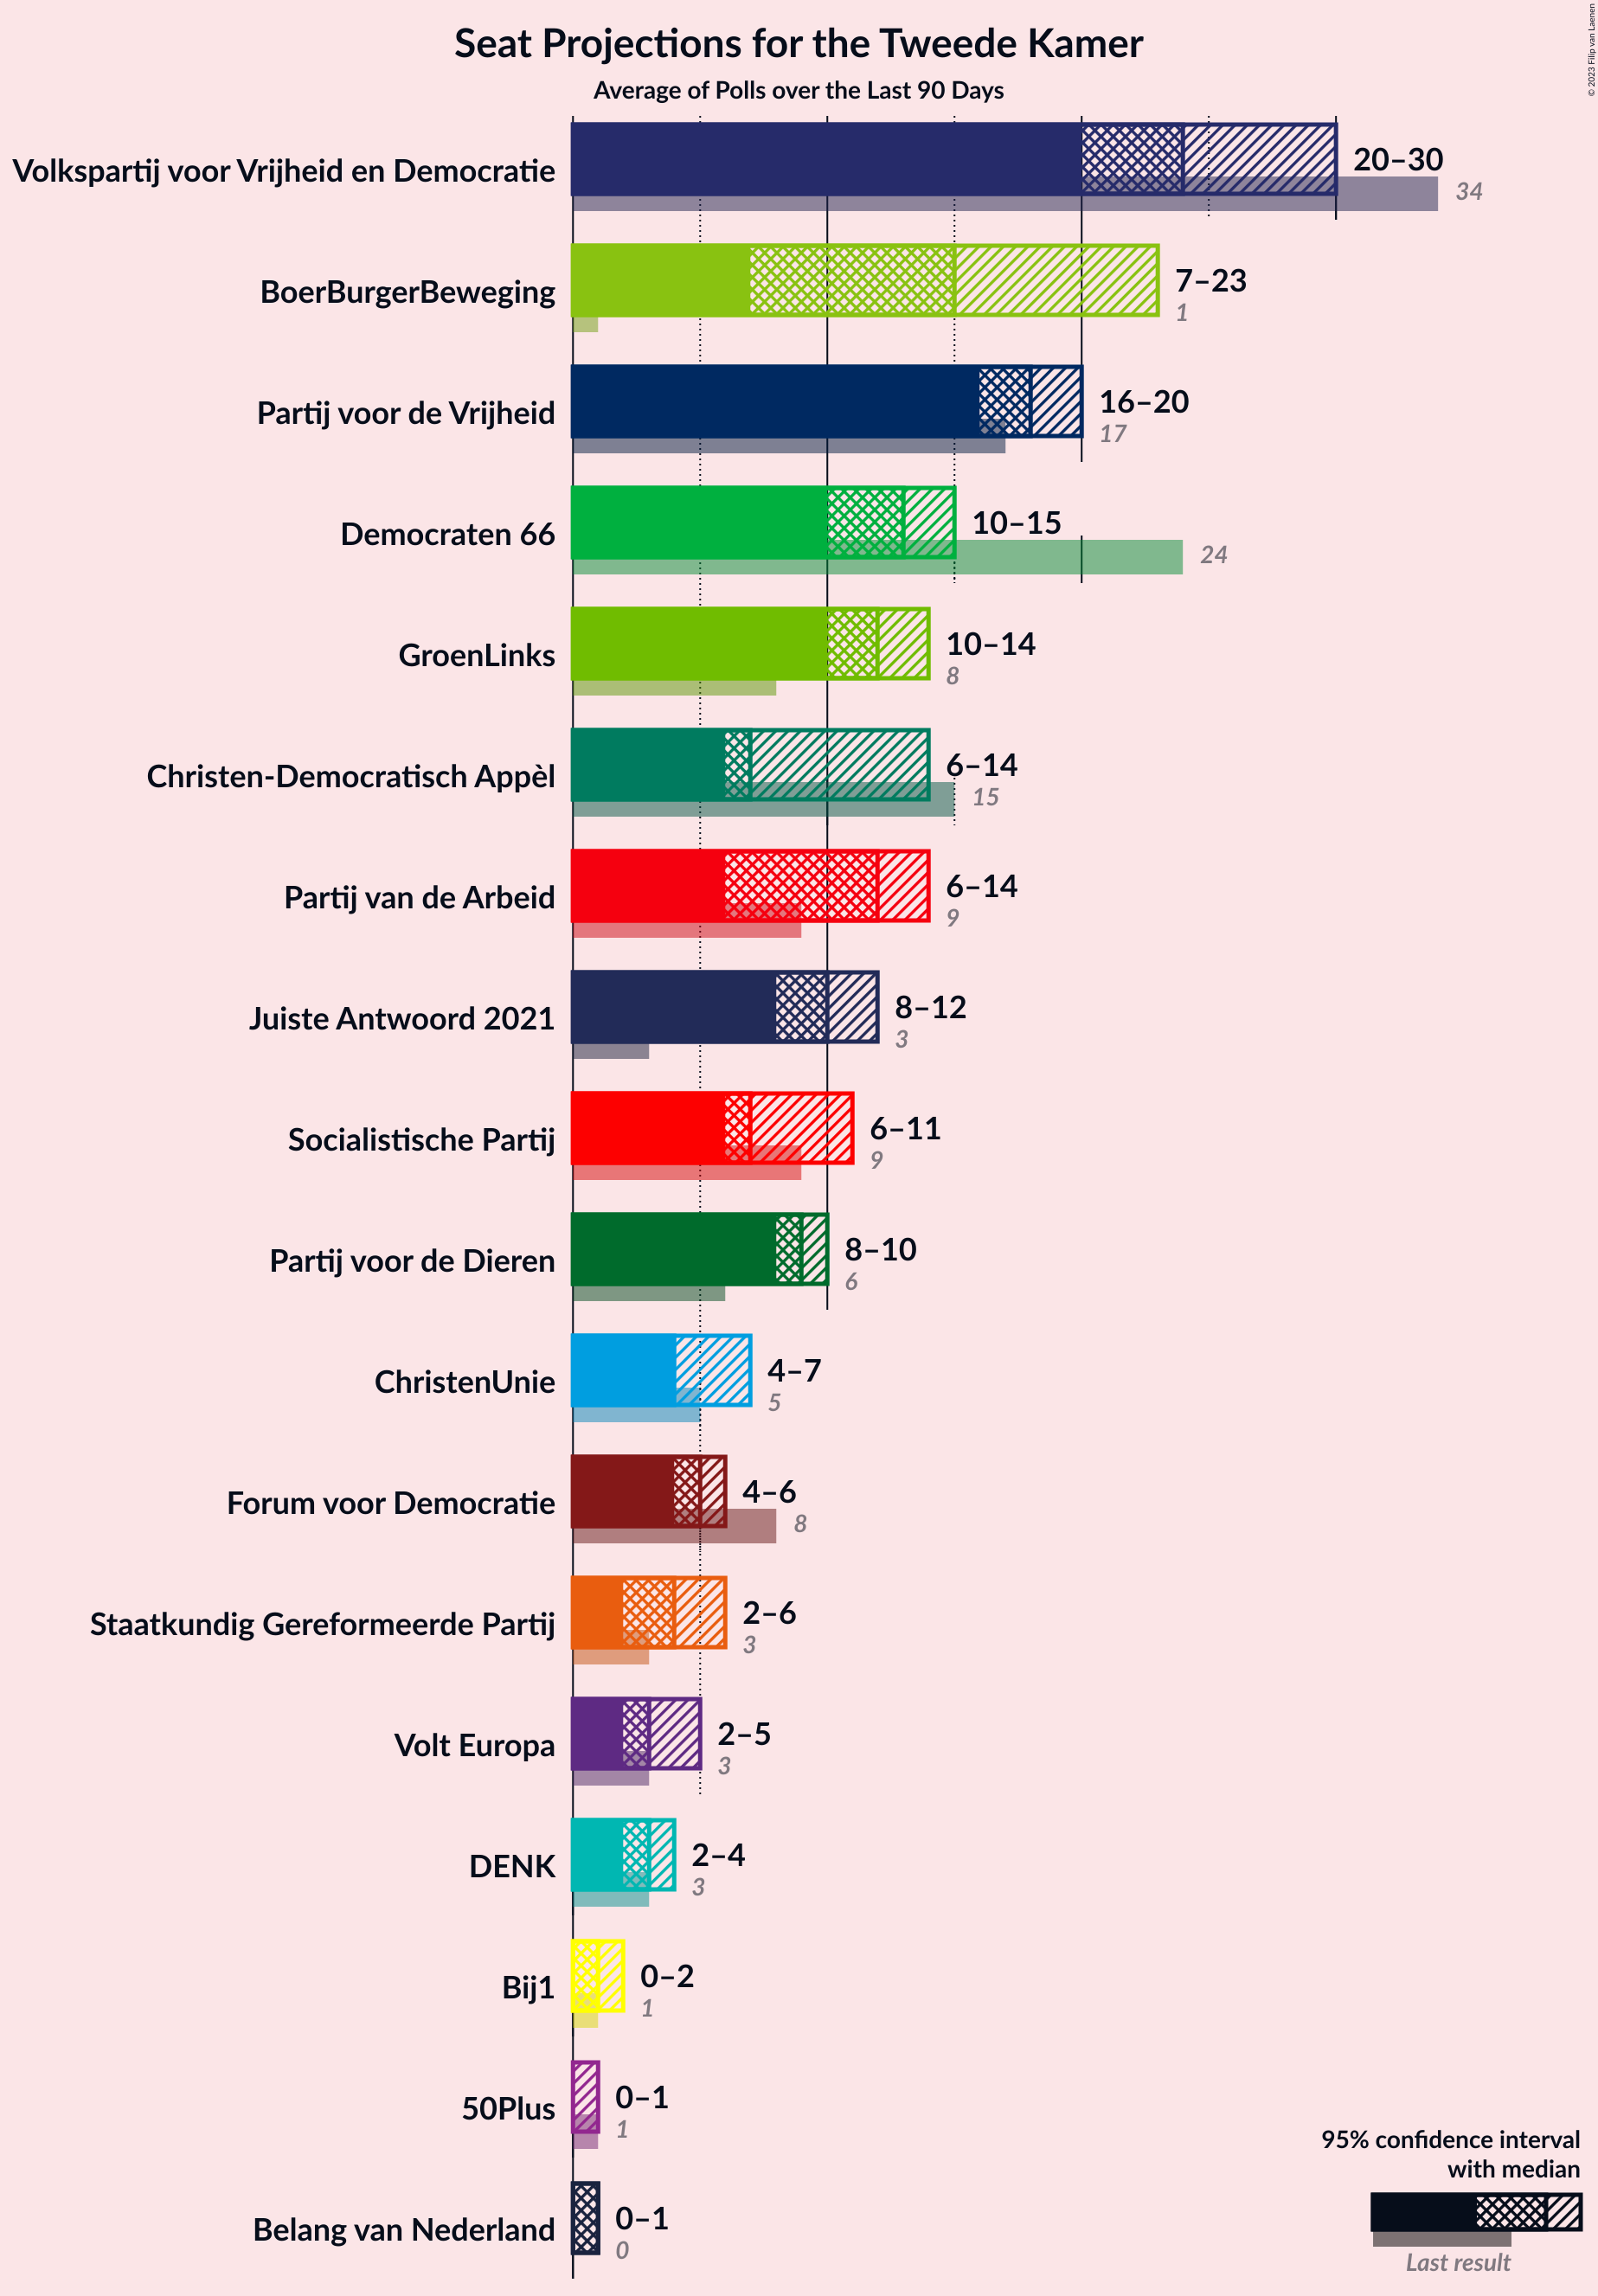 Seat Projections for the Tweede Kamer
Average of Polls over the Last 90 Days
© 2023 Filip van Laenen
Volkspartij voor Vrijheid en Democratie
20–30
34
BoerBurgerBeweging
7–23
1
Partij voor de Vrijheid
16–20
17
Democraten 66
10–15
24
GroenLinks
10–14
8
Christen-Democratisch Appèl
6–14
15
Partij van de Arbeid
6–14
9
Juiste Antwoord 2021
8–12
3
Socialistische Partij
6–11
9
Partij voor de Dieren
8–10
6
ChristenUnie
4–7
5
Forum voor Democratie
4–6
8
Staatkundig Gereformeerde Partij
2–6
3
Volt Europa
2–5
3
DENK
2–4
3
Bij1
0–2
1
50Plus
0–1
1
Belang van Nederland
0–1
0
95% confidence interval
with median
Last result